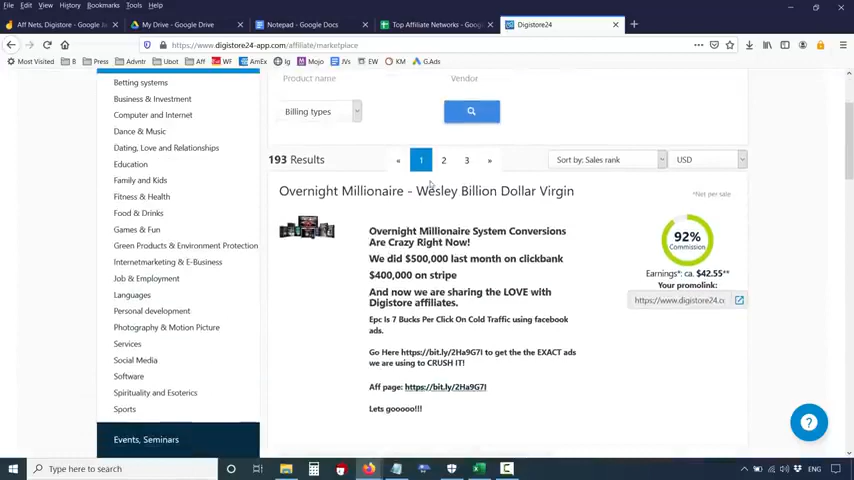 File Edit View History Bookmarks Tools Help
Aff Nets, Digistore - Google
My Drive - Google Drive
Notepad - Google Docs
Top Affiliate Networks - Google
Digistore24
https://www.digistore24-app.com/affiliate/marketplace
Most Visited
B
Press
Advntr
Ubot
Aff
WF
AmEx
Ig
Mojo
JVs
EW
KM
G.Ads
Betting systems
Business & Investment
Computer and Internet
Dance & Music
Dating, Love and Relationships
Education
Family and Kids
Fitness & Health
Food & Drinks
Games & Fun
Green Products & Environment Protection
Internetmarketing & E-Business
Job & Employment
Languages
Personal development
Photography & Motion Picture
Services
Social Media
Software
Spirituality and Esoterics
Sports
Events, Seminars
Product name
Vendor
Billing types
193 Results
« 1 2 3 »
Sort by: Sales rank
USD
Overnight Millionaire - Wesley Billion Dollar Virgin
*Net per sale
Overnight Millionaire System Conversions
Are Crazy Right Now!
We did $500,000 last month on clickbank
$400,000 on stripe
And now we are sharing the LOVE with
Digistore affiliates.
Epc Is 7 Bucks Per Click On Cold Traffic using facebook
ads.
Go Here https://bit.ly/2Ha9G7I to get the the EXACT ads
we are using to CRUSH IT!
Aff page: https://bit.ly/2Ha9G7I
Lets gooooo!!!
92%
Commission
Earnings*: ca. $42.55**
Your promolink:
https://www.digistore24.cc
?
Type here to search